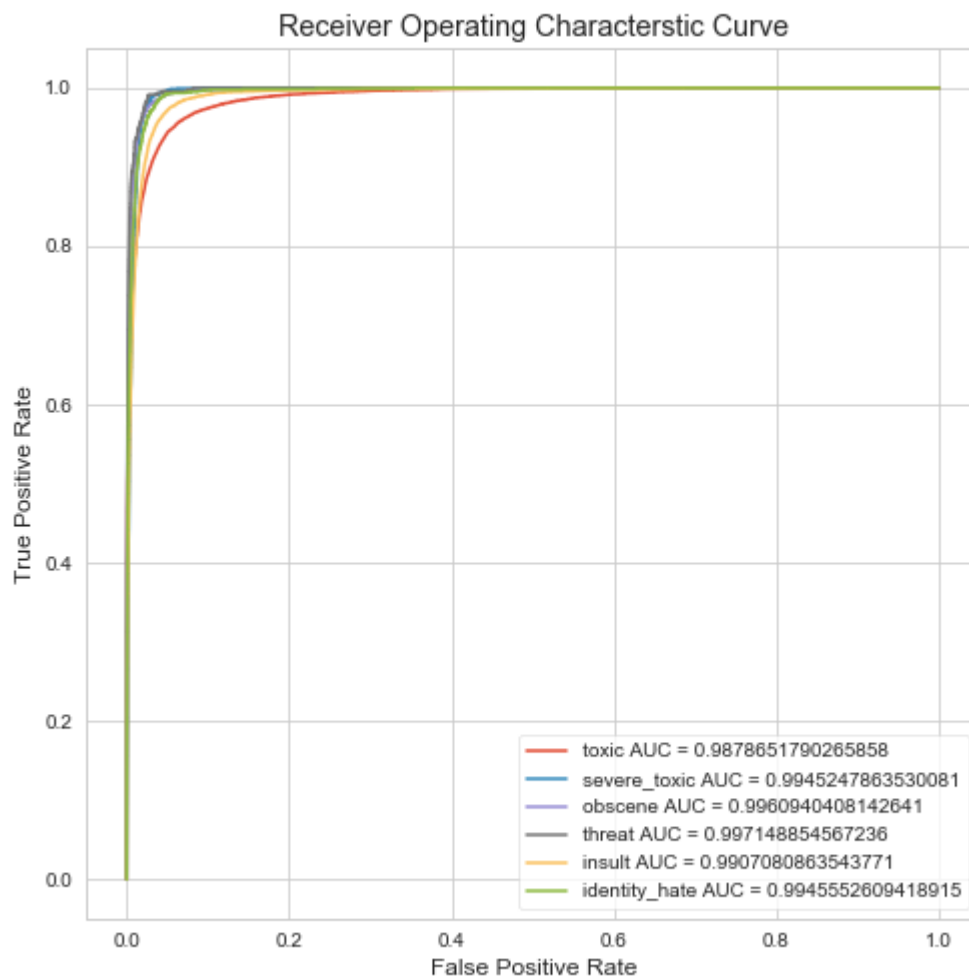 Receiver Operating Characterstic Curve
1.0
0.8
0.6
0.4
0.2
0.0
True Positive Rate
toxic AUC = 0.9878651790265858
severe_toxic AUC = 0.9945247863530081
obscene AUC = 0.9960940408142641
threat AUC = 0.997148854567236
insult AUC = 0.9907080863543771
identity_hate AUC = 0.9945552609418915
0.0 0.2 0.4 0.6 0.8 1.0
False Positive Rate